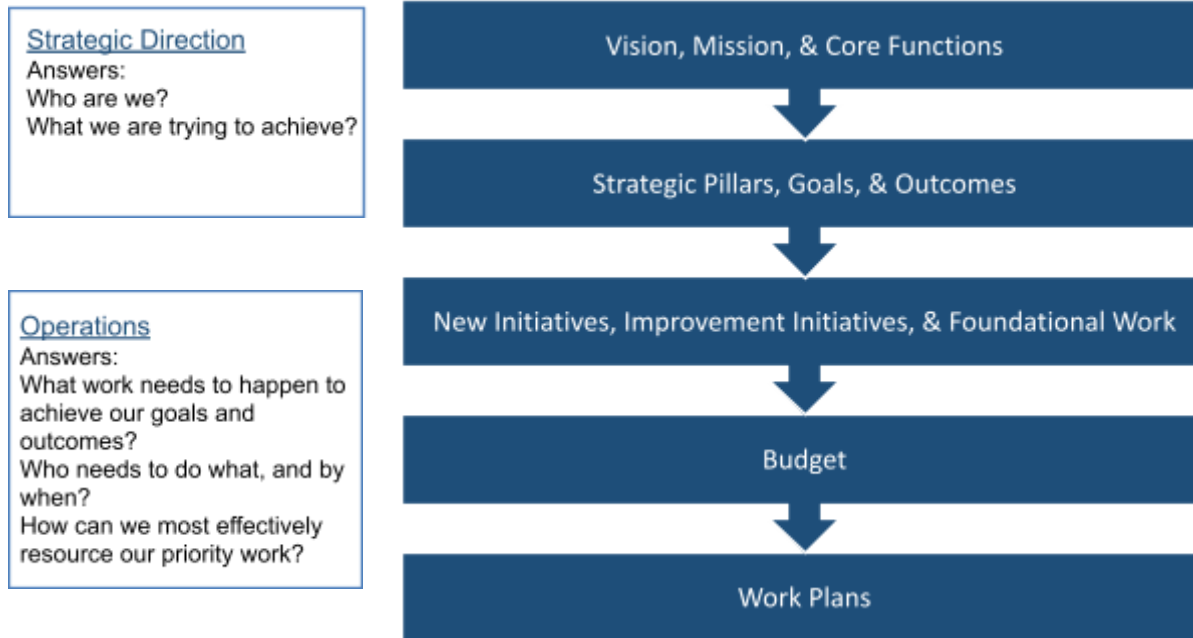 Strategic Direction
Answers:
Who are we?
What we are trying to achieve?
Operations
Answers:
What work needs to happen to
achieve our goals and
outcomes?
Who needs to do what, and by
when?
How can we most effectively
resource our priority work?
Vision, Mission, & Core Functions
Strategic Pillars, Goals, & Outcomes
New Initiatives, Improvement Initiatives, & Foundational Work
Budget
Work Plans